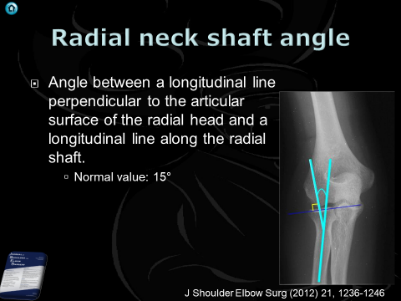 Radial neck shaft angle
Angle between a longitudinal line
perpendicular to the articular
surface of the radial head and a
longitudinal line along the radial
shaft.
Normal value: 15°
J Shoulder Elbow Surg (2012) 21, 1236-1246